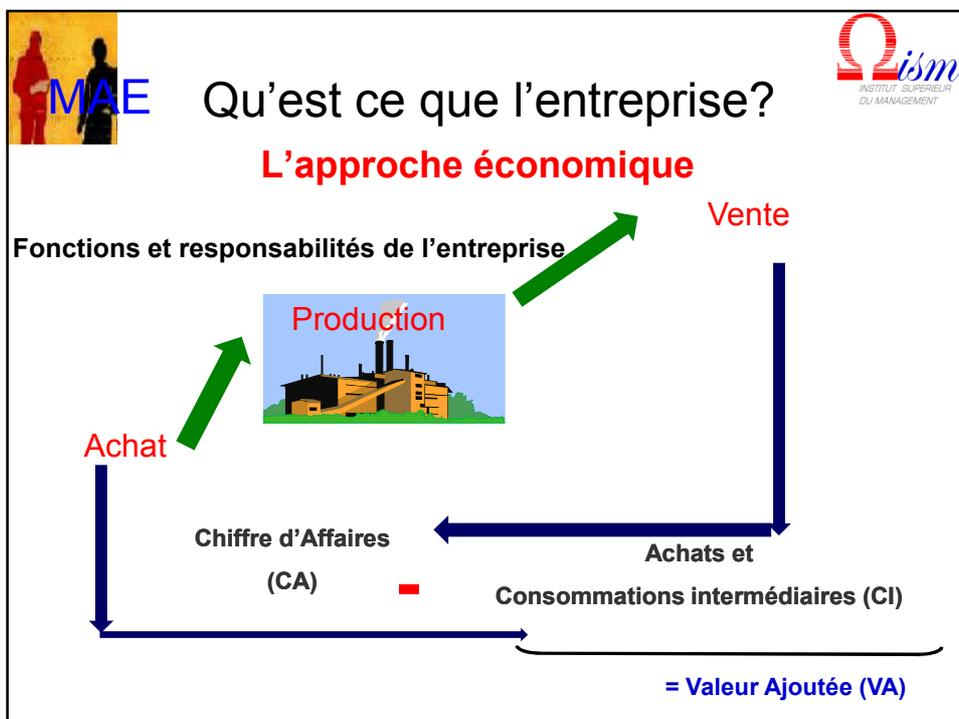 MAE
Qu’est ce que l’entreprise?
ism
INSTITUT SUPERIEUR
DU MANAGEMENT
L’approche économique
Vente
Fonctions et responsabilités de l’entreprise
Production
Achat
Chiffre d’Affaires
(CA)
-
Achats et
Consommations intermédiaires (CI)
= Valeur Ajoutée (VA)